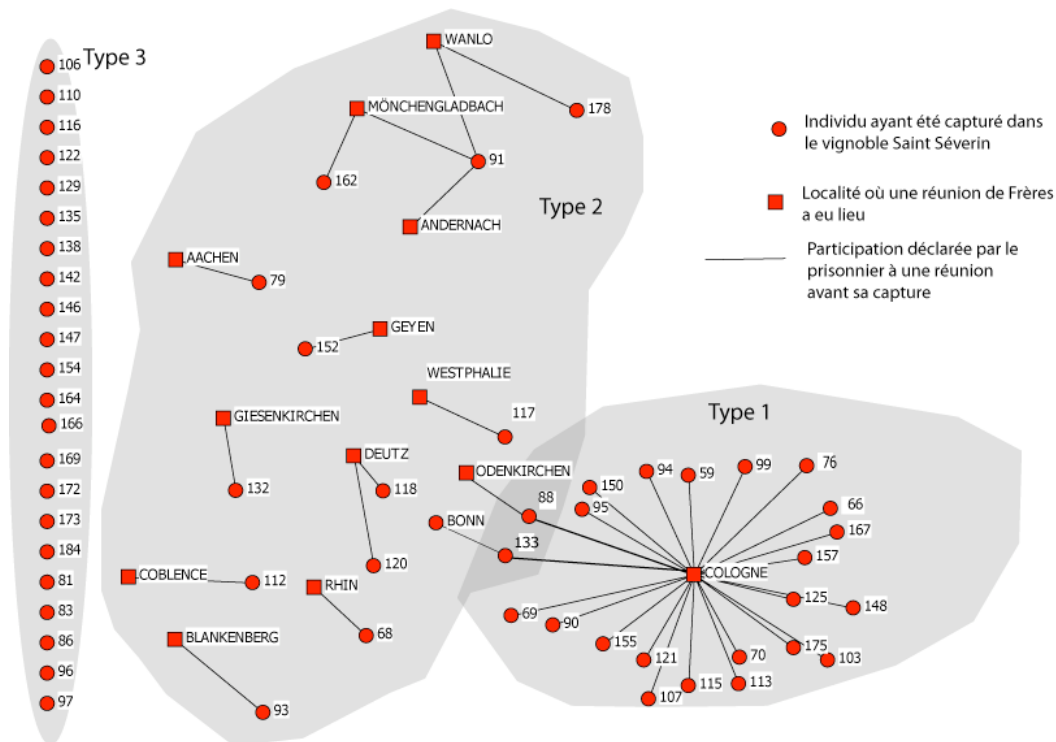 Type 3
106
110
116
122
129
135
138
142
146
147
154
164
166
169
172
173
184
81
83
86
96
97
Type 2
WANLO
178
MÖNCHENGLADBACH
91
162
ANDERNACH
AACHEN
79
GEYEN
152
WESTPHALIE
117
GIESENKIRCHEN
132
DEUTZ
118
120
ODENKIRCHEN
88
BONN
133
COBLENCE
112
RHIN
68
BLANKENBERG
93
Type 1
94
59
99
76
150
95
66
167
157
COLOGNE
125
148
69
90
155
121
70
175
103
107
115
113
Individu ayant été capturé dans
le vignoble Saint Séverin
Localité où une réunion de Frères
a eu lieu
Participation déclarée par le
prisonnier à une réunion
avant sa capture